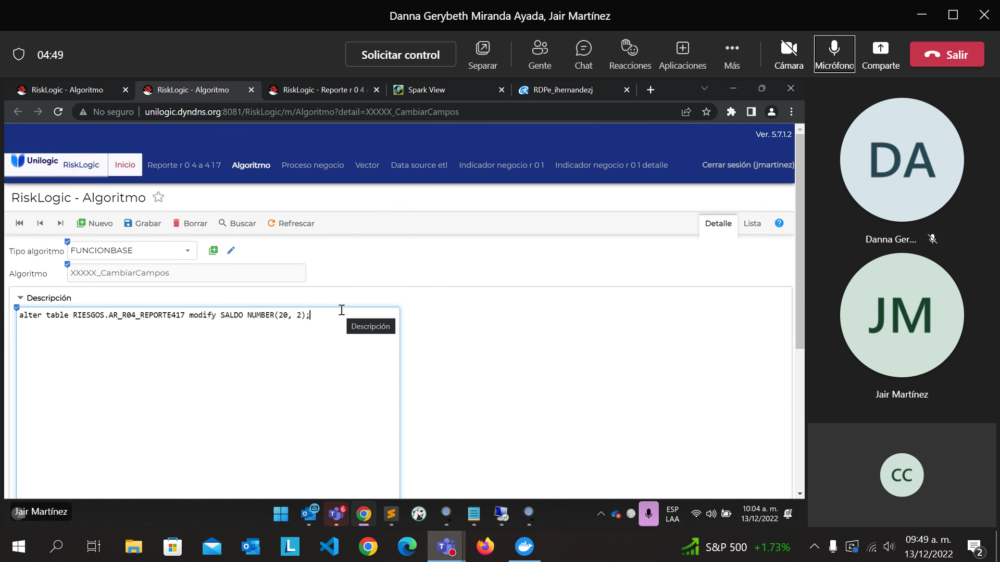 Danna Gerybeth Miranda Ayada, Jair Martínez
04:49
Solicitar control
Separar
Gente
Chat
Reacciones
Aplicaciones
Más
Cámara
Micrófono
Comparte
Salir
RiskLogic - Algoritmo
RiskLogic - Algoritmo
RiskLogic - Reporte r 0 4
Spark View
RDPe_ihernandezj
No seguro
unilogic.dyndns.org:8081/RiskLogic/m/Algoritmo?detail=XXXXX_CambiarCampos
Ver. 5.7.1.2
Unilogic RiskLogic
Inicio
Reporte r 0 4 a 4 1 7
Algoritmo
Proceso negocio
Vector
Data source etl
Indicador negocio r 0 1
Indicador negocio r 0 1 detalle
Cerrar sesión (jmartinez)
RiskLogic - Algoritmo
Nuevo
Grabar
Borrar
Buscar
Refrescar
Detalle
Lista
?
Tipo algoritmo
FUNCIONBASE
Algoritmo
XXXXX_CambiarCampos
Descripción
alter table RIESGOS.AR_R04_REPORTE417 modify SALDO NUMBER(20, 2);
Descripción
DA
Danna Ger...
JM
Jair Martínez
CC
Jair Martínez
6
ESP
LAA
10:04 a. m.
13/12/2022
S&P 500 +1.73%
09:49 a. m.
13/12/2022
2